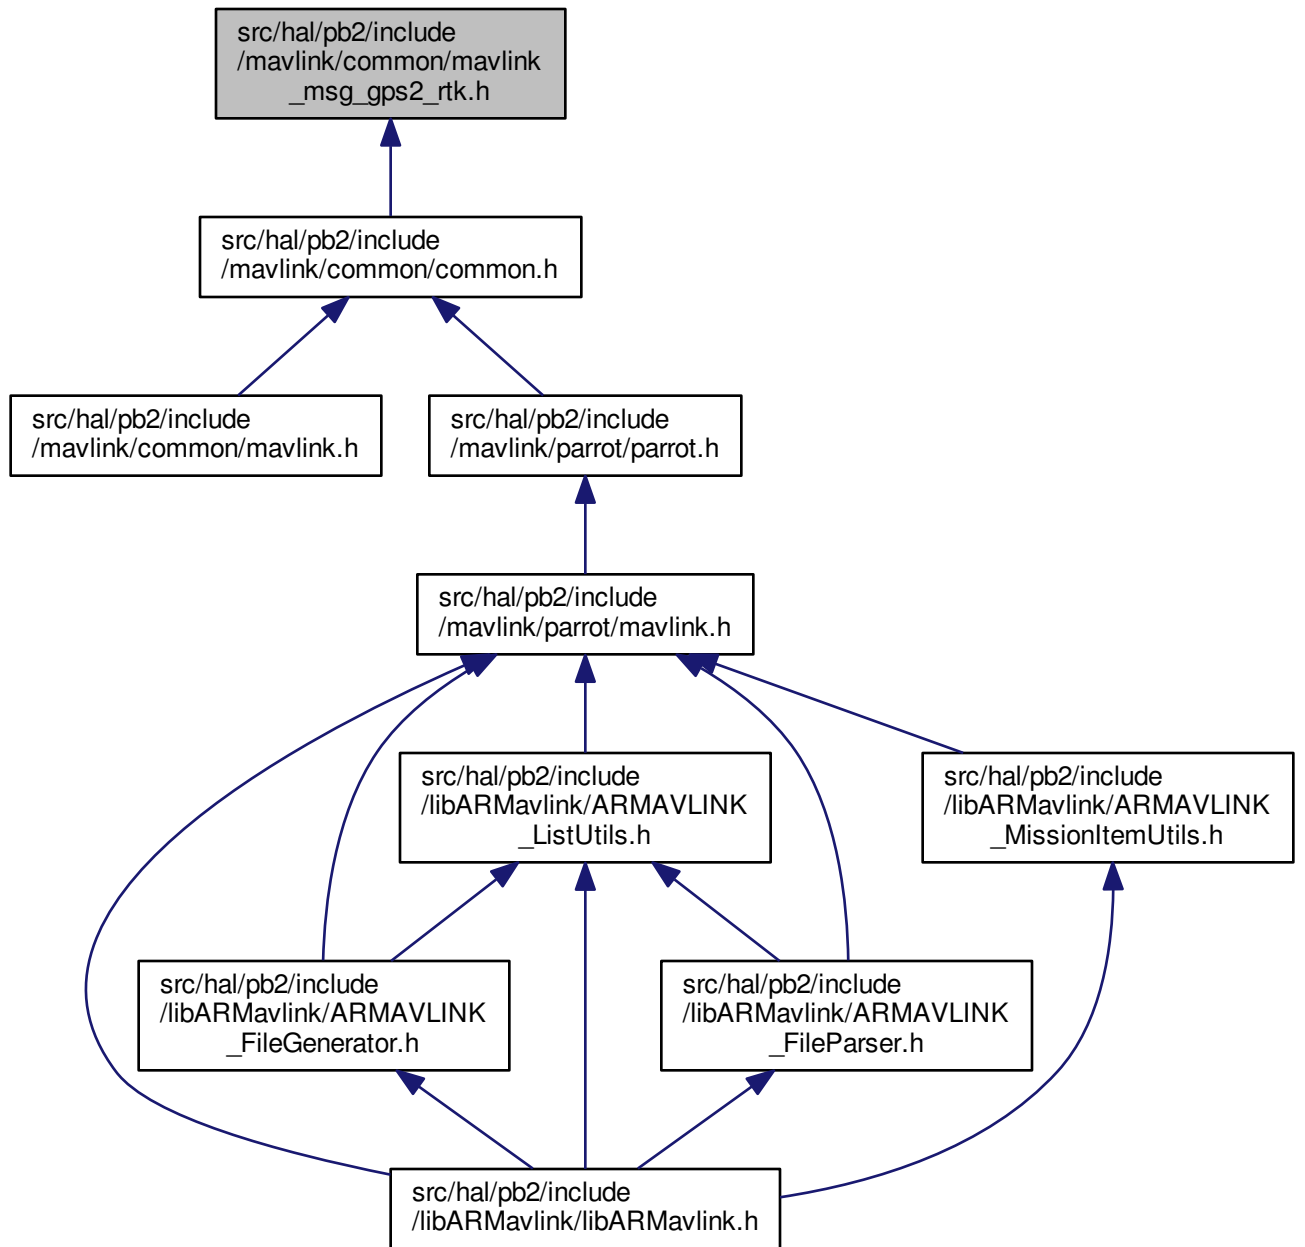 src/hal/pb2/include
/mavlink/common/mavlink
_msg_gps2_rtk.h
src/hal/pb2/include
/mavlink/common/common.h
src/hal/pb2/include
/mavlink/common/mavlink.h
src/hal/pb2/include
/mavlink/parrot/parrot.h
src/hal/pb2/include
/mavlink/parrot/mavlink.h
src/hal/pb2/include
/libARMavlink/ARMAVLINK
_ListUtils.h
src/hal/pb2/include
/libARMavlink/ARMAVLINK
_MissionItemUtils.h
src/hal/pb2/include
/libARMavlink/ARMAVLINK
_FileGenerator.h
src/hal/pb2/include
/libARMavlink/ARMAVLINK
_FileParser.h
src/hal/pb2/include
/libARMavlink/libARMavlink.h